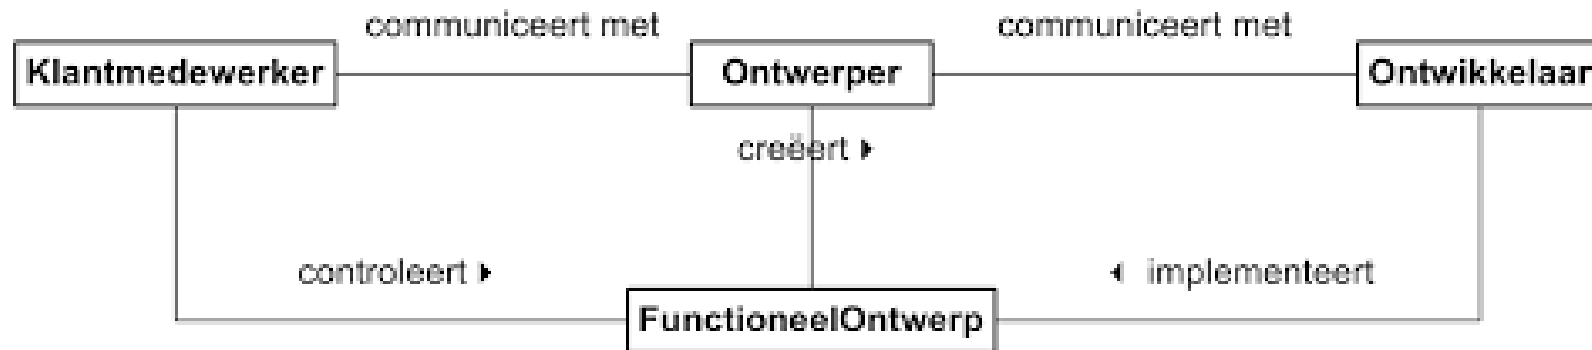 communiceert met
communiceert met
Klantmedewerker
Ontwerper
Ontwikkelaar
creëert
controleert
implementeert
FunctioneelOntwerp